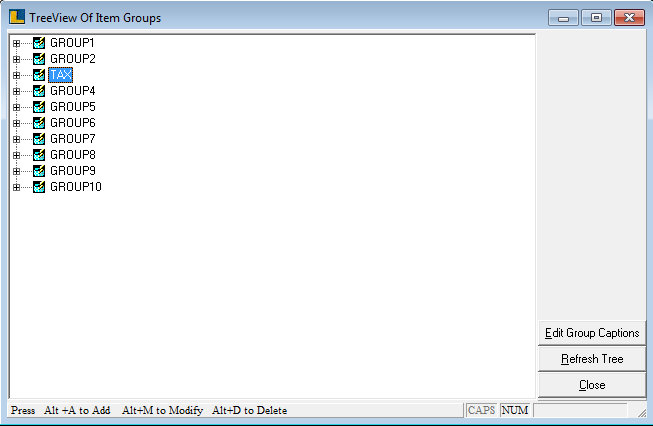 TreeView Of Item Groups
GROUP1
GROUP2
TAX
GROUP4
GROUP5
GROUP6
GROUP7
GROUP8
GROUP9
GROUP10
Edit Group Captions
Refresh Tree
Close
Press Alt +A to Add Alt+M to Modify Alt+D to Delete CAPS NUM